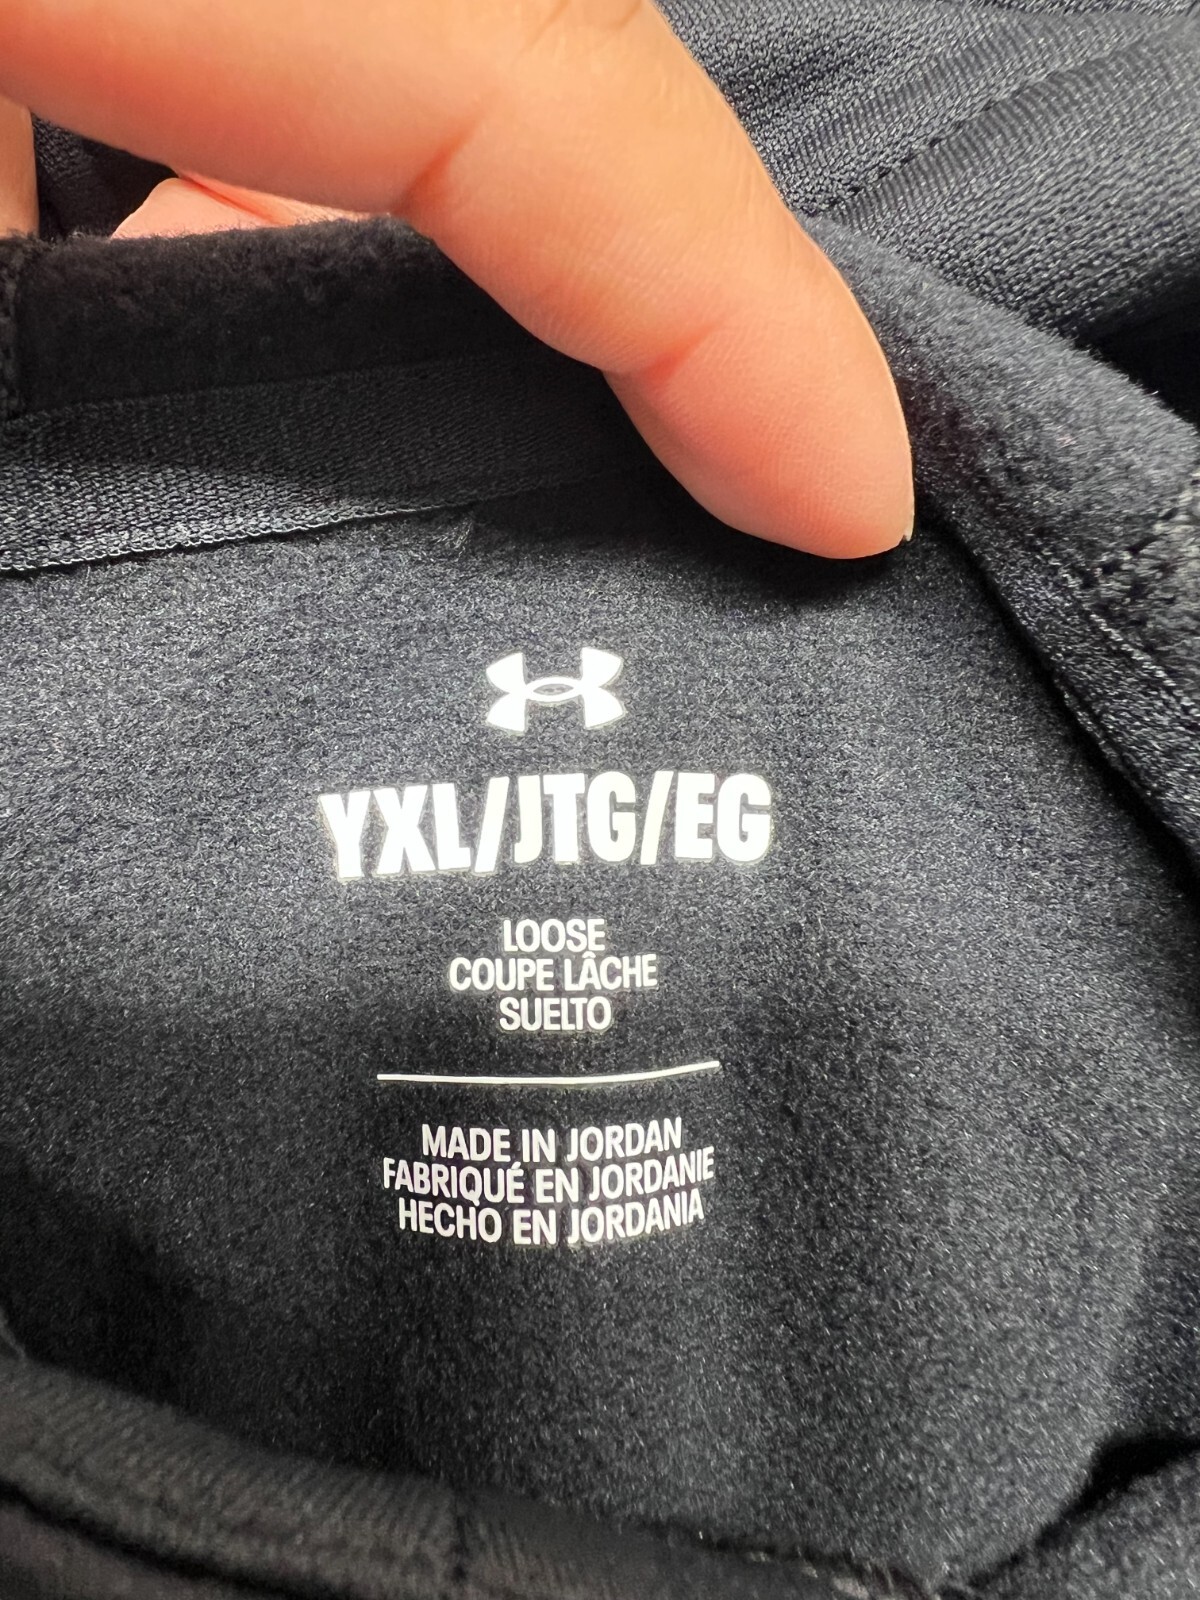 YXL/JTG/EG
LOOSE
COUPE LÂCHE
SUELTO
MADE IN JORDAN
FABRIQUÉ EN JORDANIE
HECHO EN JORDANIA